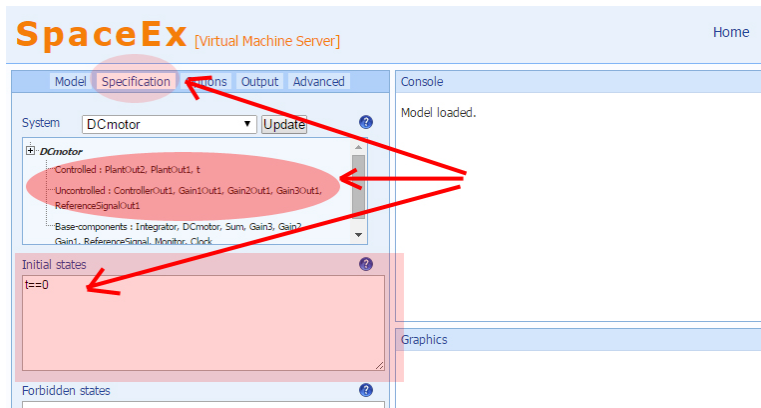 SpaceEx [Virtual Machine Server]
Home
Model Specification Options Output Advanced
System DCmotor Update
DCmotor
Controlled : PlantOut2, PlantOut1, t
Uncontrolled : ControllerOut1, Gain1Out1, Gain2Out1, Gain3Out1,
ReferenceSignalOut1
Base-components : Integrator, DCmotor, Sum, Gain3, Gain2,
Gain1, ReferenceSignal, Monitor, Clock
Initial states
t==0
Forbidden states
Console
Model loaded.
Graphics